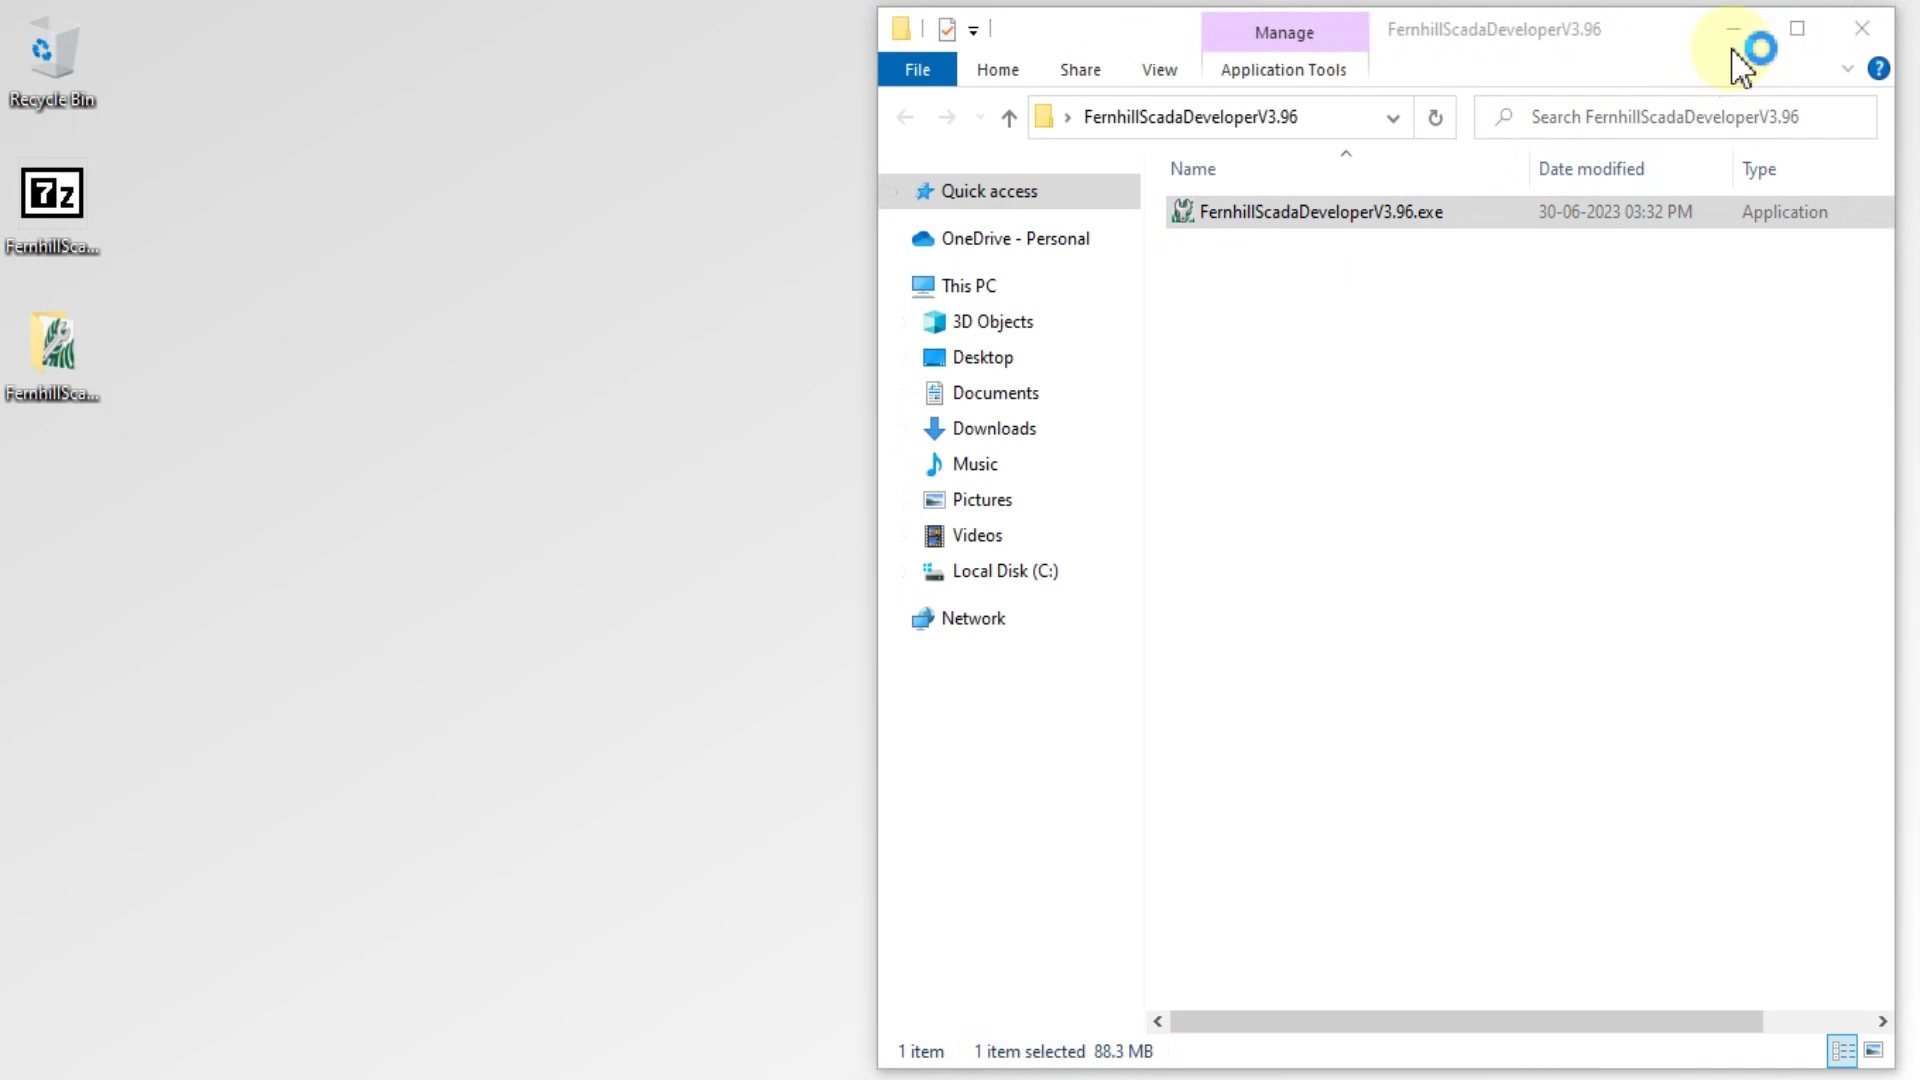 Recycle Bin
7z
FernhillSca...
FernhillSca...
Manage
FernhillScadaDeveloperV3.96
File
Home
Share
View
Application Tools
?
FernhillScadaDeveloperV3.96
Search FernhillScadaDeveloperV3.96
Name
Date modified
Type
FernhillScadaDeveloperV3.96.exe
30-06-2023 03:32 PM
Application
Quick access
OneDrive - Personal
This PC
3D Objects
Desktop
Documents
Downloads
Music
Pictures
Videos
Local Disk (C:)
Network
1 item
1 item selected 88.3 MB